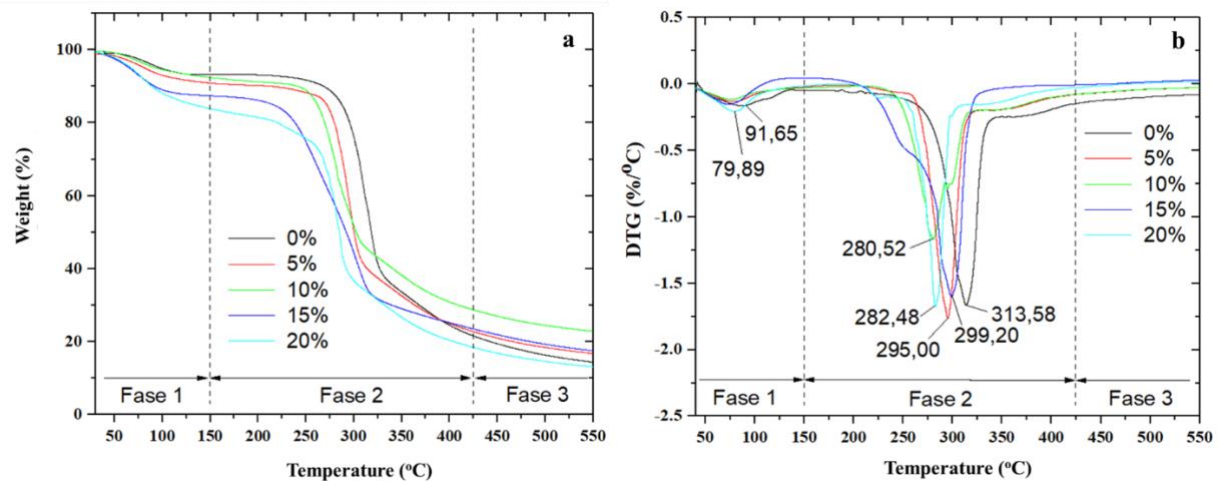 a
Weight (%)
100
80
60
40
20
0
0%
5%
10%
15%
20%
Fase 1
Fase 2
Fase 3
50 100 150 200 250 300 350 400 450 500 550
Temperature (ºC)
b
DTG (%/ºC)
0.5
0.0
-0.5
-1.0
-1.5
-2.0
-2.5
91,65
79,89
0%
5%
10%
15%
20%
280,52
282,48
313,58
299,20
295,00
Fase 1
Fase 2
Fase 3
50 100 150 200 250 300 350 400 450 500 550
Temperature (ºC)